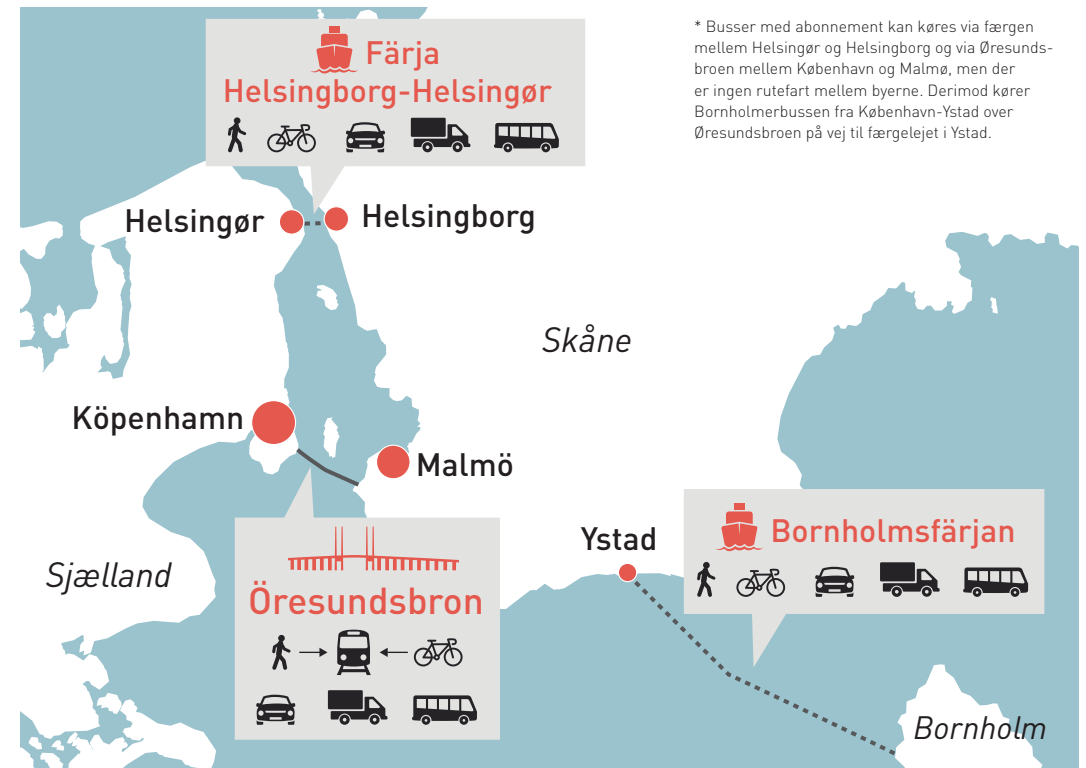 Färja
Helsingborg-Helsingør
* Busser med abonnement kan køres via færgen
mellem Helsingør og Helsingborg og via Øresunds-
broen mellem København og Malmø, men der
er ingen rutefart mellem byerne. Derimod kører
Bornholmerbussen fra København-Ystad over
Øresundsbroen på vej til færgelejet i Ystad.
Helsingør
Helsingborg
Skåne
Köpenhamn
Malmö
Ystad
Bornholmsfärjan
Sjælland
Öresundsbron
Bornholm